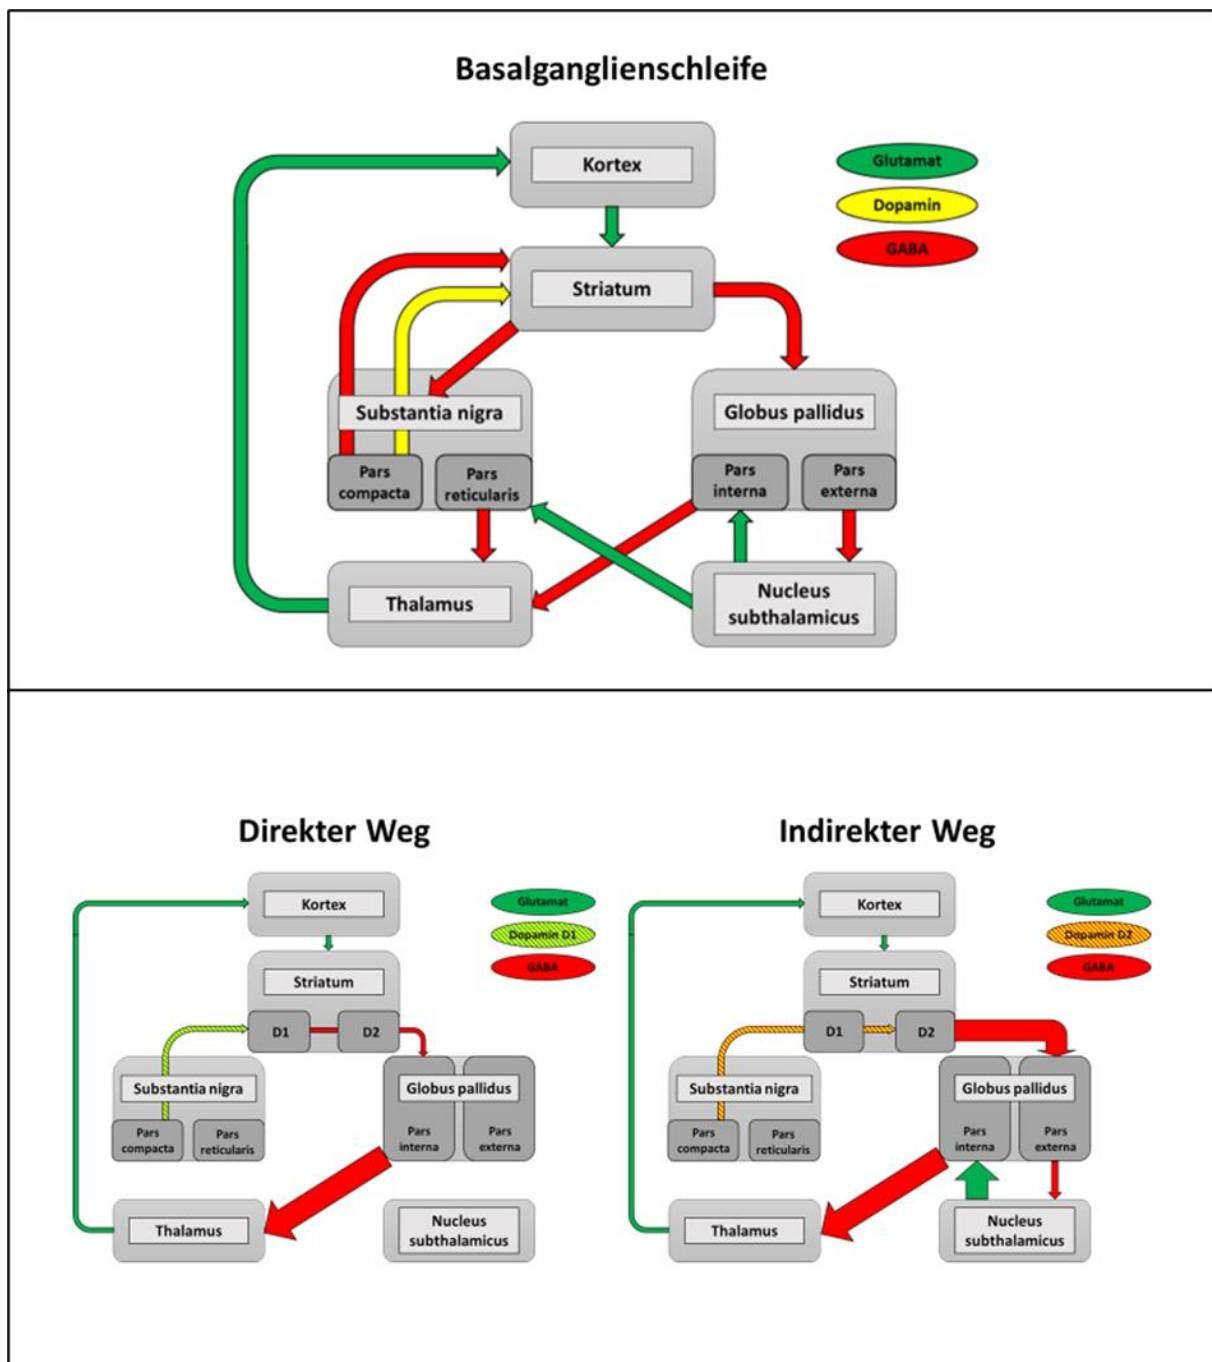 Basalganglienschleife
Kortex
Glutamat
Dopamin
GABA
Striatum
Substantia nigra
Globus pallidus
Pars
compacta
Pars
reticularis
Pars
interna
Pars
externa
Thalamus
Nucleus
subthalamicus
Direkter Weg
Kortex
Glutamat
Dopamin D1
GABA
Striatum
D1
D2
Substantia nigra
Globus pallidus
Pars
compacta
Pars
reticularis
Pars
interna
Pars
externa
Thalamus
Nucleus
subthalamicus
Indirekter Weg
Kortex
Glutamat
Dopamin D2
GABA
Striatum
D1
D2
Substantia nigra
Globus pallidus
Pars
compacta
Pars
reticularis
Pars
interna
Pars
externa
Thalamus
Nucleus
subthalamicus